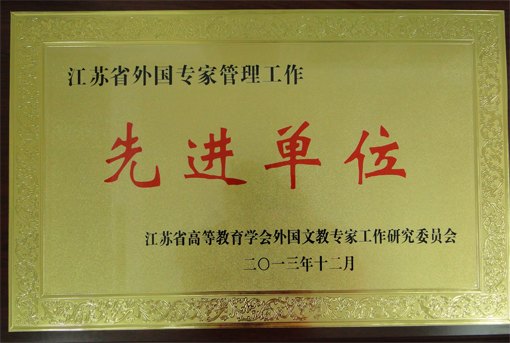 江苏省外国专家管理工作
先进单位
江苏省高等教育学会外国文教专家工作研究委员会
二〇一三年十二月